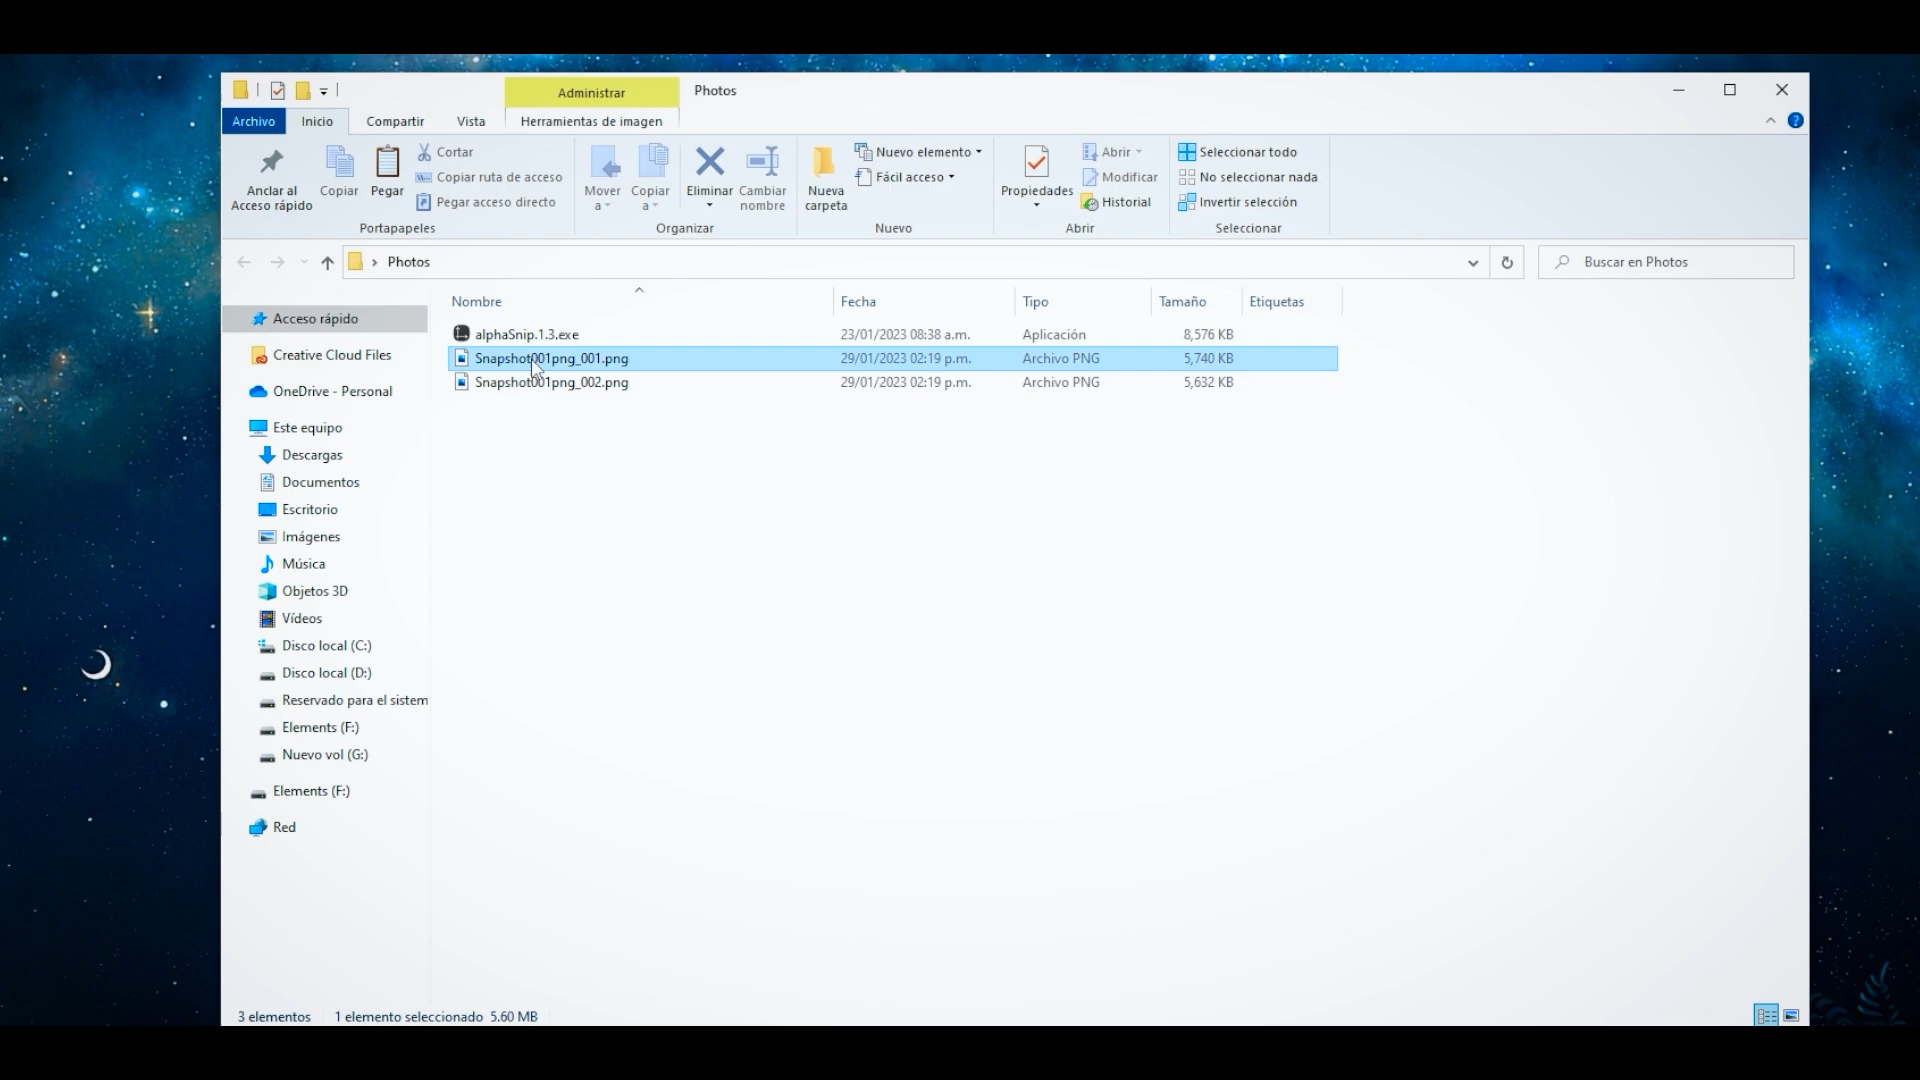 Administrar
Photos
Archivo
Inicio
Compartir
Vista
Herramientas de imagen
Anclar al
Acceso rápido
Copiar
Pegar
Cortar
Copiar ruta de acceso
Pegar acceso directo
Portapapeles
Mover
a
Copiar
a
Eliminar
Cambiar
nombre
Organizar
Nueva
carpeta
Nuevo elemento
Fácil acceso
Nuevo
Propiedades
Abrir
Modificar
Historial
Abrir
Seleccionar todo
No seleccionar nada
Invertir selección
Seleccionar
Photos
Buscar en Photos
Nombre Fecha Tipo Tamaño Etiquetas
alphaSnip.1.3.exe 23/01/2023 08:38 a.m. Aplicación 8,576 KB
Snapshot001png_001.png 29/01/2023 02:19 p.m. Archivo PNG 5,740 KB
Snapshot001png_002.png 29/01/2023 02:19 p.m. Archivo PNG 5,632 KB
Acceso rápido
Creative Cloud Files
OneDrive - Personal
Este equipo
Descargas
Documentos
Escritorio
Imágenes
Música
Objetos 3D
Vídeos
Disco local (C:)
Disco local (D:)
Reservado para el sistem
Elements (F:)
Nuevo vol (G:)
Elements (F:)
Red
3 elementos 1 elemento seleccionado 5.60 MB